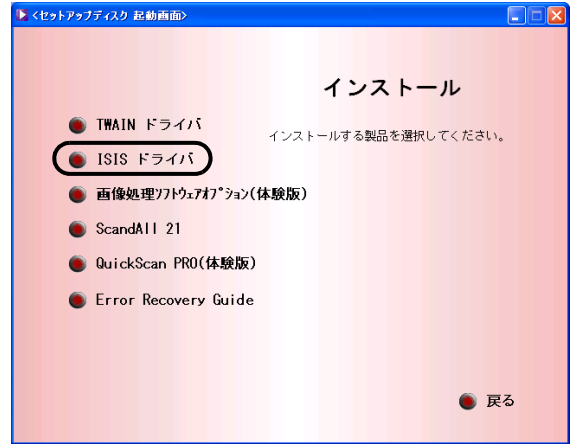 <セットアップディスク 起動画面>
インストール
TWAIN ドライバ
インストールする製品を選択してください。
ISIS ドライバ
画像処理ソフトウェアオプション(体験版)
ScandAll 21
QuickScan PRO(体験版)
Error Recovery Guide
戻る